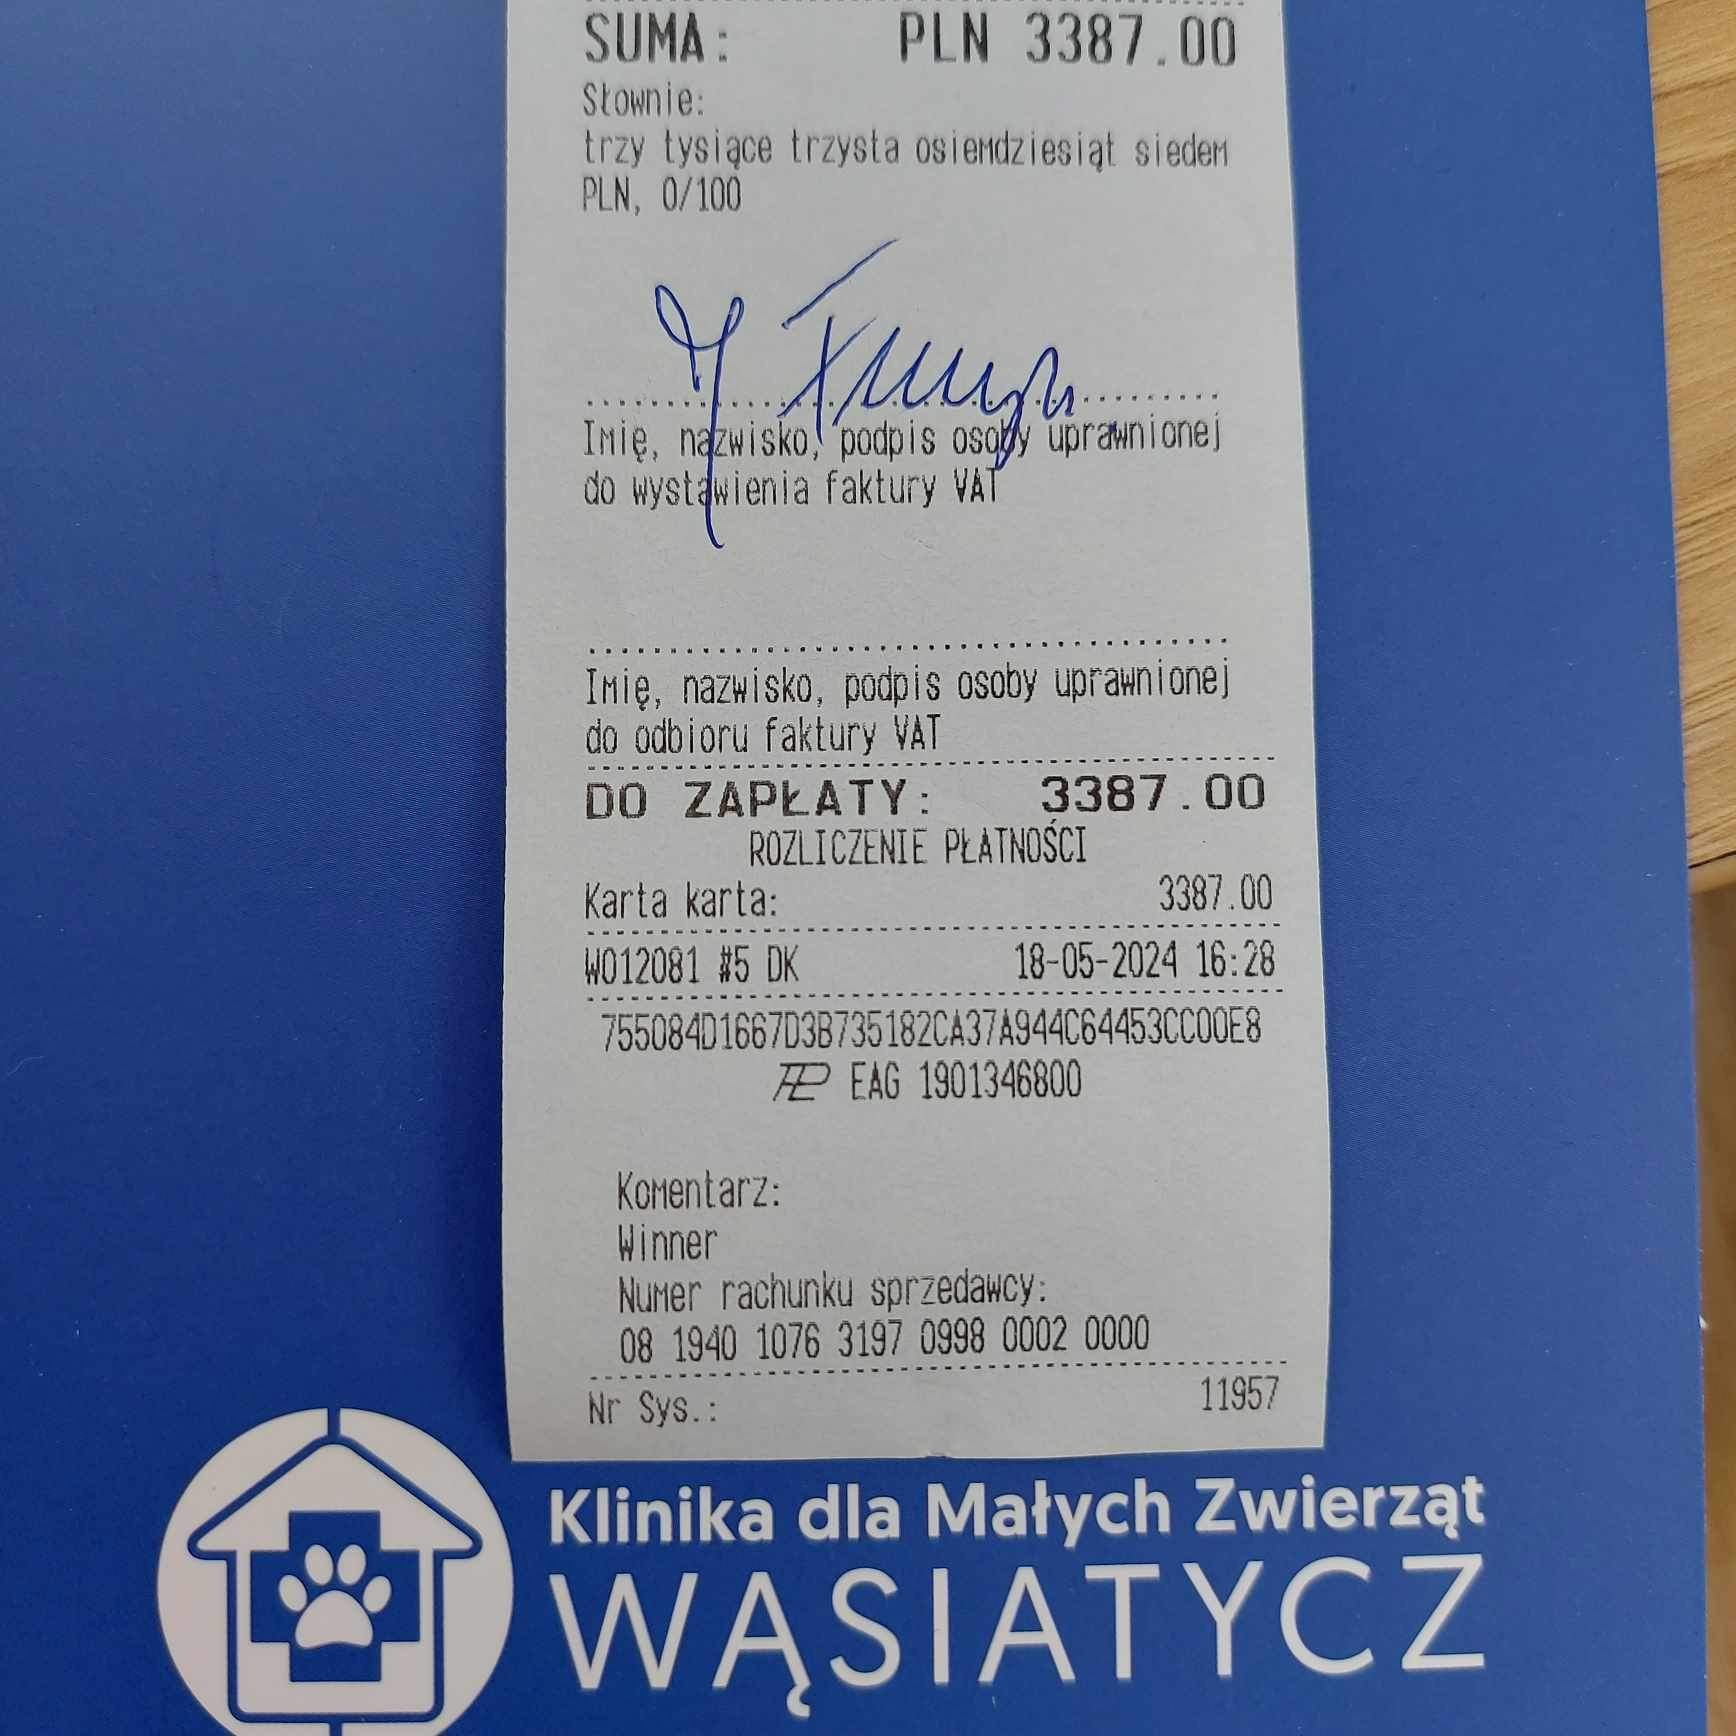 SUMA: PLN 3387.00
Słownie:
trzy tysiące trzysta osiemdziesiąt siedem
PLN, 0/100
Imię, nazwisko, podpis osoby uprawnionej
do wystawienia faktury VAT
Imię, nazwisko, podpis osoby uprawnionej
do odbioru faktury VAT
DO ZAPŁATY: 3387.00
ROZLICZENIE PŁATNOŚCI
Karta karta: 3387.00
W012081 #5 DK 18-05-2024 16:28
755084D1667D3B735182CA37A944C64453CC00E8
EAG 1901346800
Komentarz:
Winner
Numer rachunku sprzedawcy:
08 1940 1076 3197 0998 0002 0000
Nr Sys.: 11957
Klinika dla Małych Zwierząt
WĄSIATYCZ